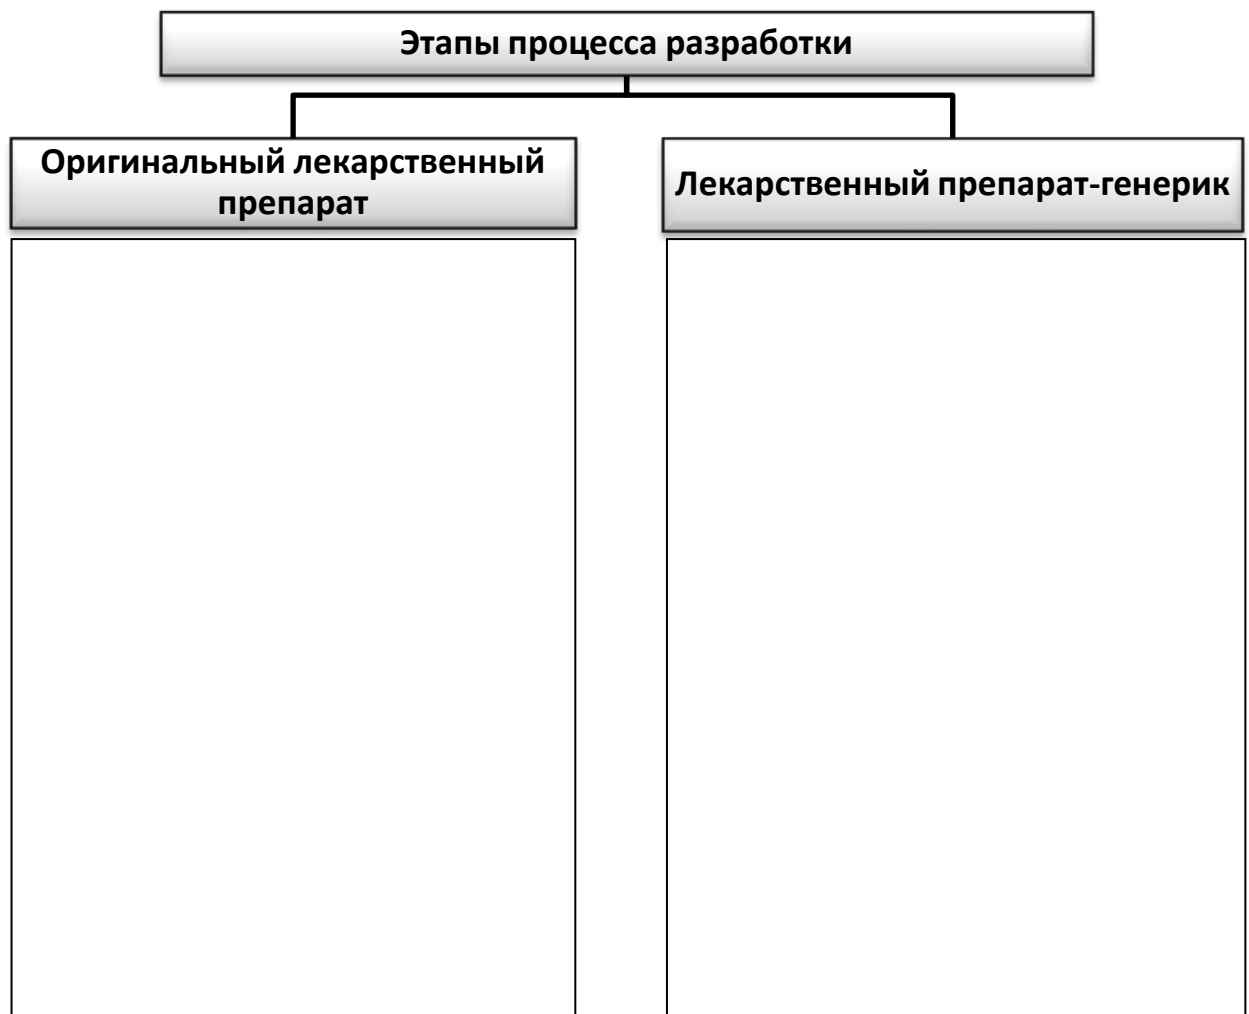 Этапы процесса разработки
Оригинальный лекарственный
препарат
Лекарственный препарат-генерик